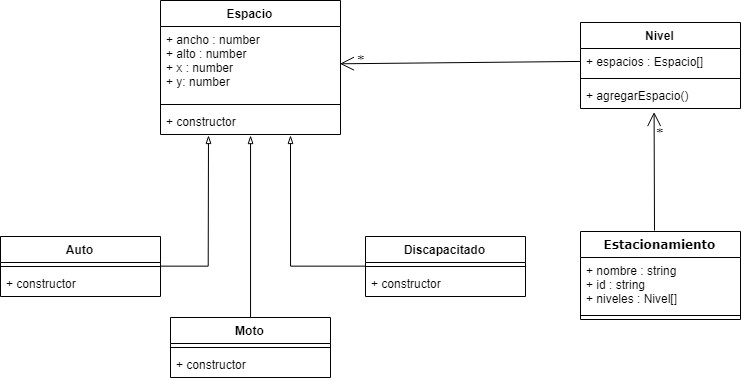 Espacio
+ ancho : number
+ alto : number
+ x : number
+ y: number
+ constructor
*
Nivel
+ espacios : Espacio[]
+ agregarEspacio()
*
Auto
+ constructor
Discapacitado
+ constructor
Estacionamiento
+ nombre : string
+ id : string
+ niveles : Nivel[]
Moto
+ constructor